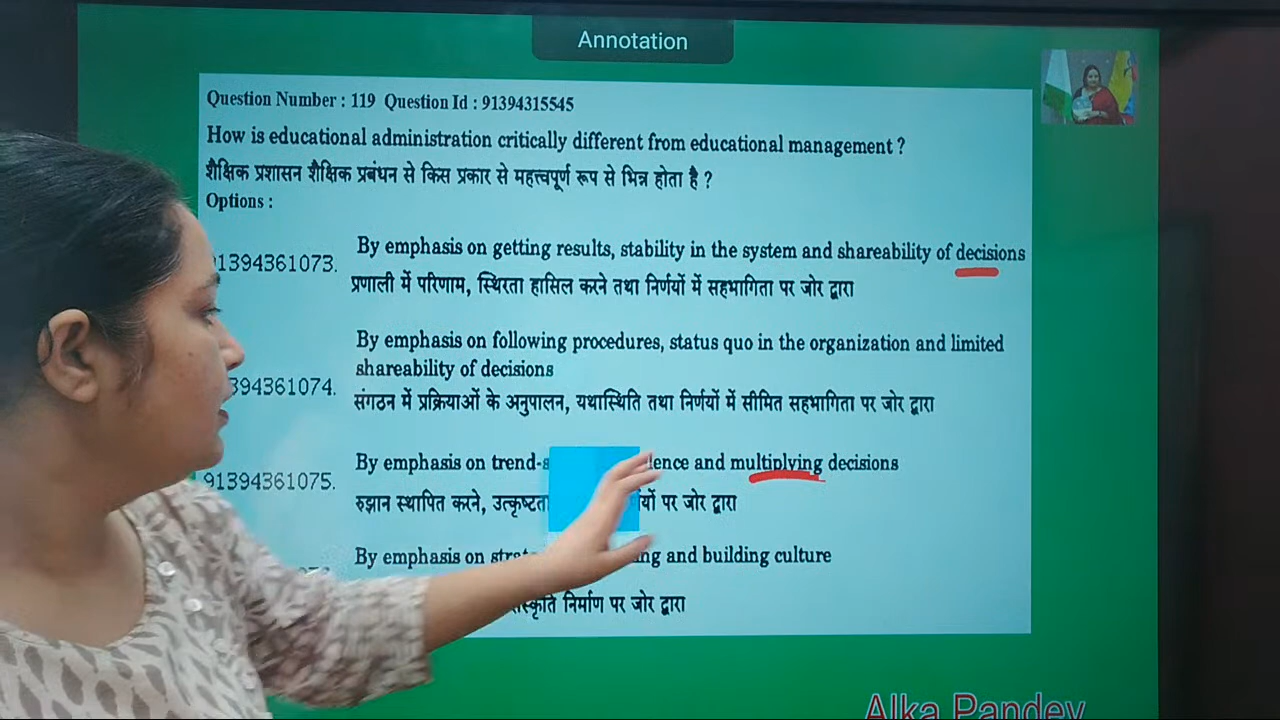 Annotation
Question Number : 119 Question Id : 91394315545
How is educational administration critically different from educational management ?
शैक्षिक प्रशासन शैक्षिक प्रबंधन से किस प्रकार से महत्त्वपूर्ण रूप से भिन्न होता है ?
Options :
1394361073. By emphasis on getting results, stability in the system and shareability of decisions
प्रणाली में परिणाम, स्थिरता हासिल करने तथा निर्णयों में सहभागिता पर जोर द्वारा
By emphasis on following procedures, status quo in the organization and limited
394361074. shareability of decisions
संगठन में प्रक्रियाओं के अनुपालन, यथास्थिति तथा निर्णयों में सीमित सहभागिता पर जोर द्वारा
91394361075. By emphasis on trend- and multiplying decisions
रुझान स्थापित करने, उत्कृष्टता पर जोर द्वारा
By emphasis on and building culture
निर्माण पर जोर द्वारा
Alka Pandey